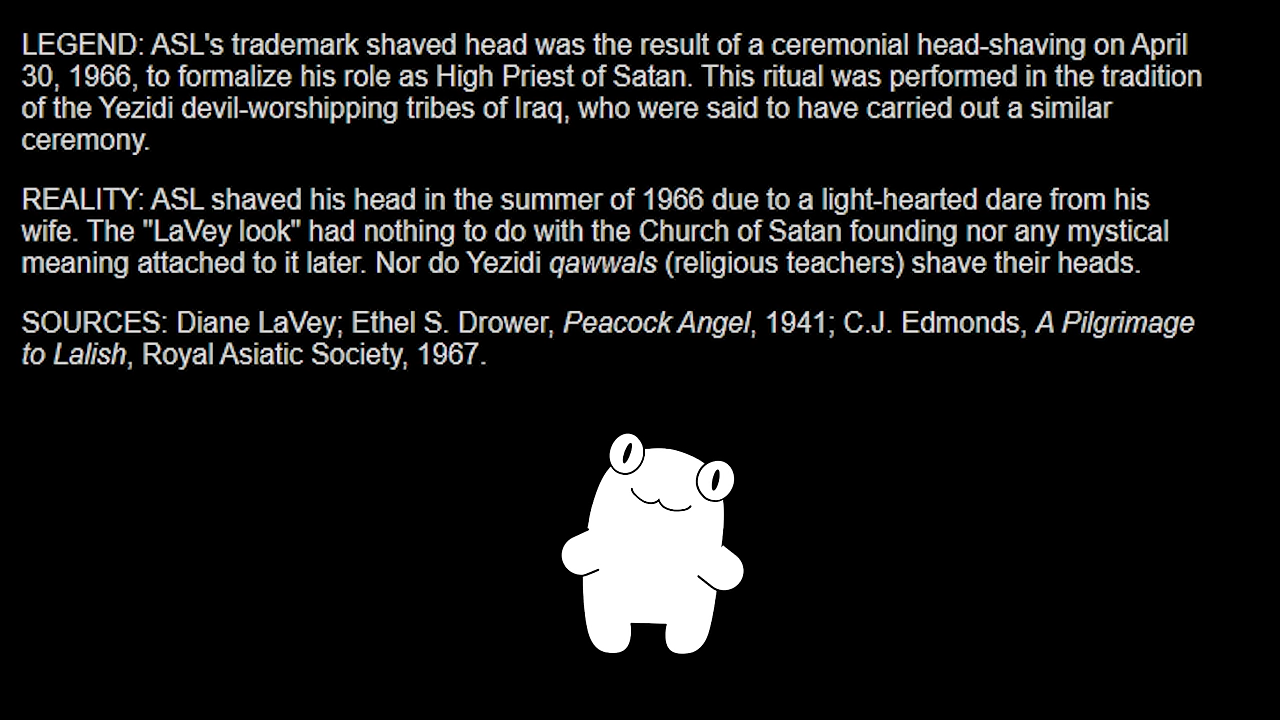 LEGEND: ASL's trademark shaved head was the result of a ceremonial head-shaving on April
30, 1966, to formalize his role as High Priest of Satan. This ritual was performed in the tradition
of the Yezidi devil-worshipping tribes of Iraq, who were said to have carried out a similar
ceremony.
REALITY: ASL shaved his head in the summer of 1966 due to a light-hearted dare from his
wife. The "LaVey look" had nothing to do with the Church of Satan founding nor any mystical
meaning attached to it later. Nor do Yezidi qawwals (religious teachers) shave their heads.
SOURCES: Diane LaVey; Ethel S. Drower, Peacock Angel, 1941; C.J. Edmonds, A Pilgrimage
to Lalish, Royal Asiatic Society, 1967.